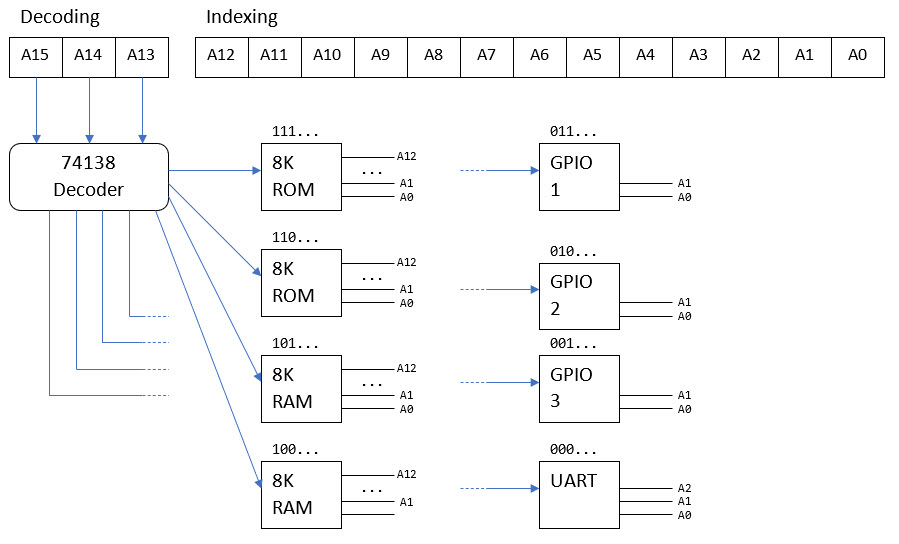 Decoding Indexing
A15 A14 A13 A12 A11 A10 A9 A8 A7 A6 A5 A4 A3 A2 A1 A0
74138
Decoder
111...
8K
ROM
A12
...
A1
A0
110...
8K
ROM
A12
...
A1
A0
101...
8K
RAM
A12
...
A1
A0
100...
8K
RAM
A12
...
A1
011...
GPIO
1
A1
A0
010...
GPIO
2
A1
A0
001...
GPIO
3
A1
A0
000...
UART
A2
A1
A0